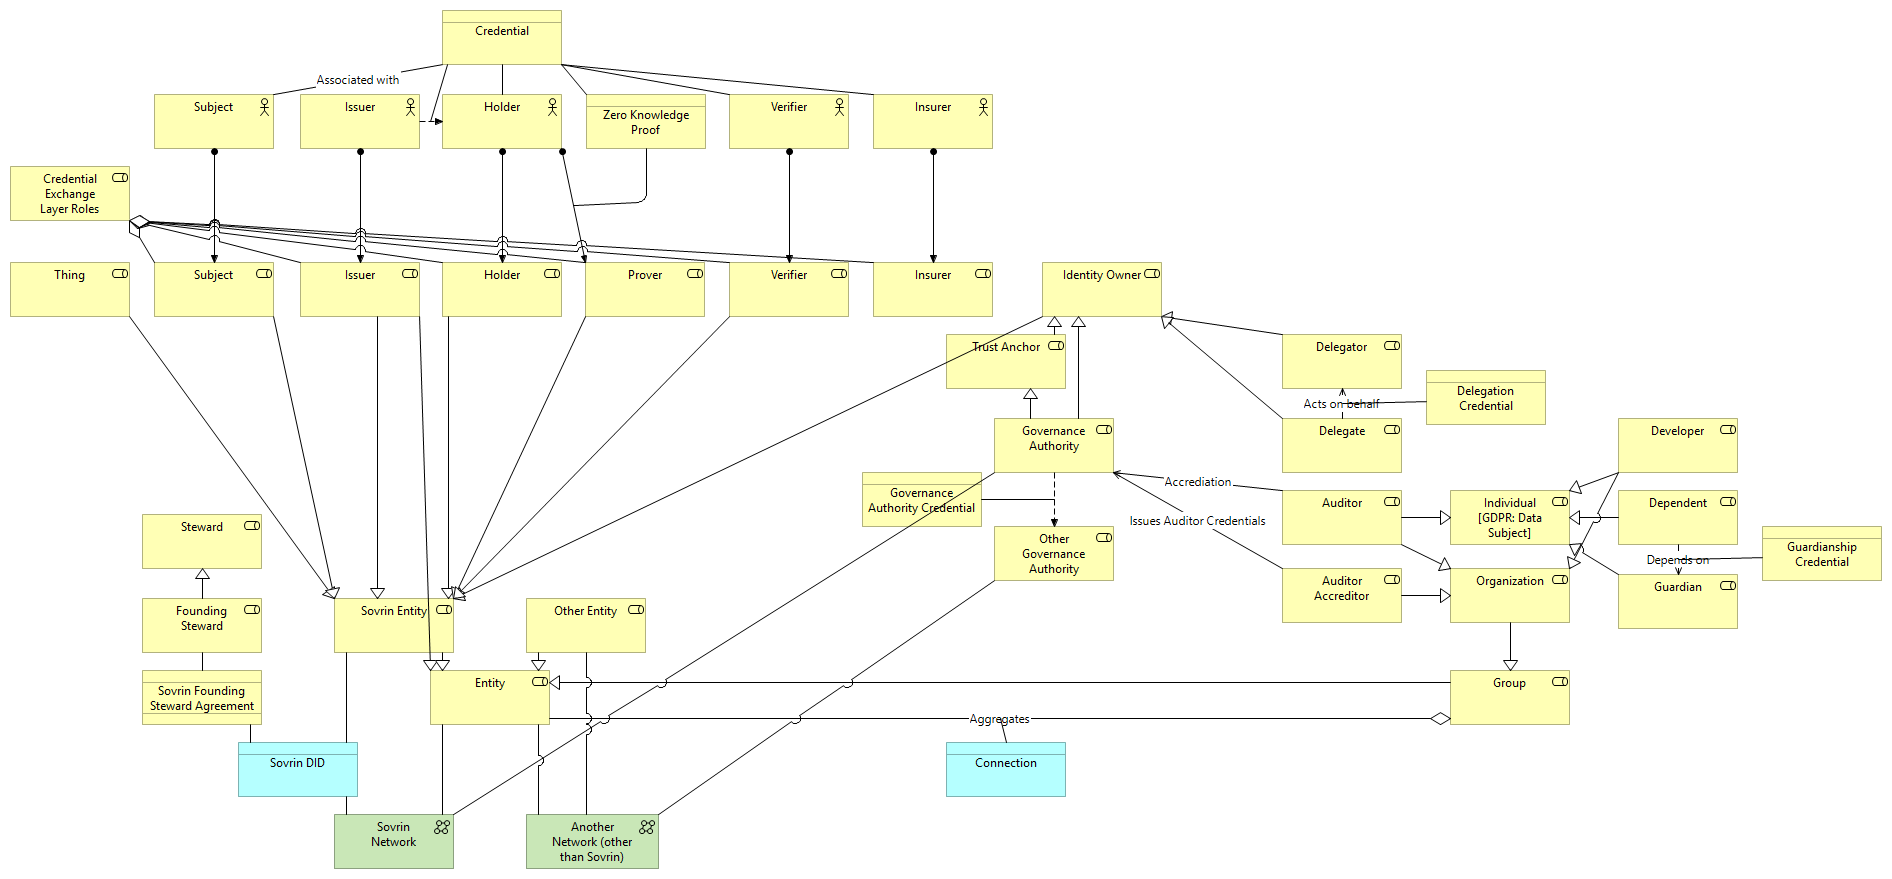 Credential
Associated with
Subject
Issuer
Holder
Zero Knowledge
Proof
Verifier
Insurer
Credential
Exchange
Layer Roles
Thing
Subject
Issuer
Holder
Prover
Verifier
Insurer
Identity Owner
Trust Anchor
Delegator
Delegation
Credential
Acts on behalf
Governance
Authority
Delegate
Developer
Governance
Authority Credential
Accrediation
Issues Auditor Credentials
Auditor
Individual
[GDPR: Data
Subject]
Dependent
Steward
Other
Governance
Authority
Depends on
Guardianship
Credential
Auditor
Accreditor
Organization
Guardian
Founding
Steward
Sovrin Entity
Other Entity
Sovrin Founding
Steward Agreement
Entity
Group
Aggregates
Sovrin DID
Connection
Sovrin
Network
Another
Network (other
than Sovrin)